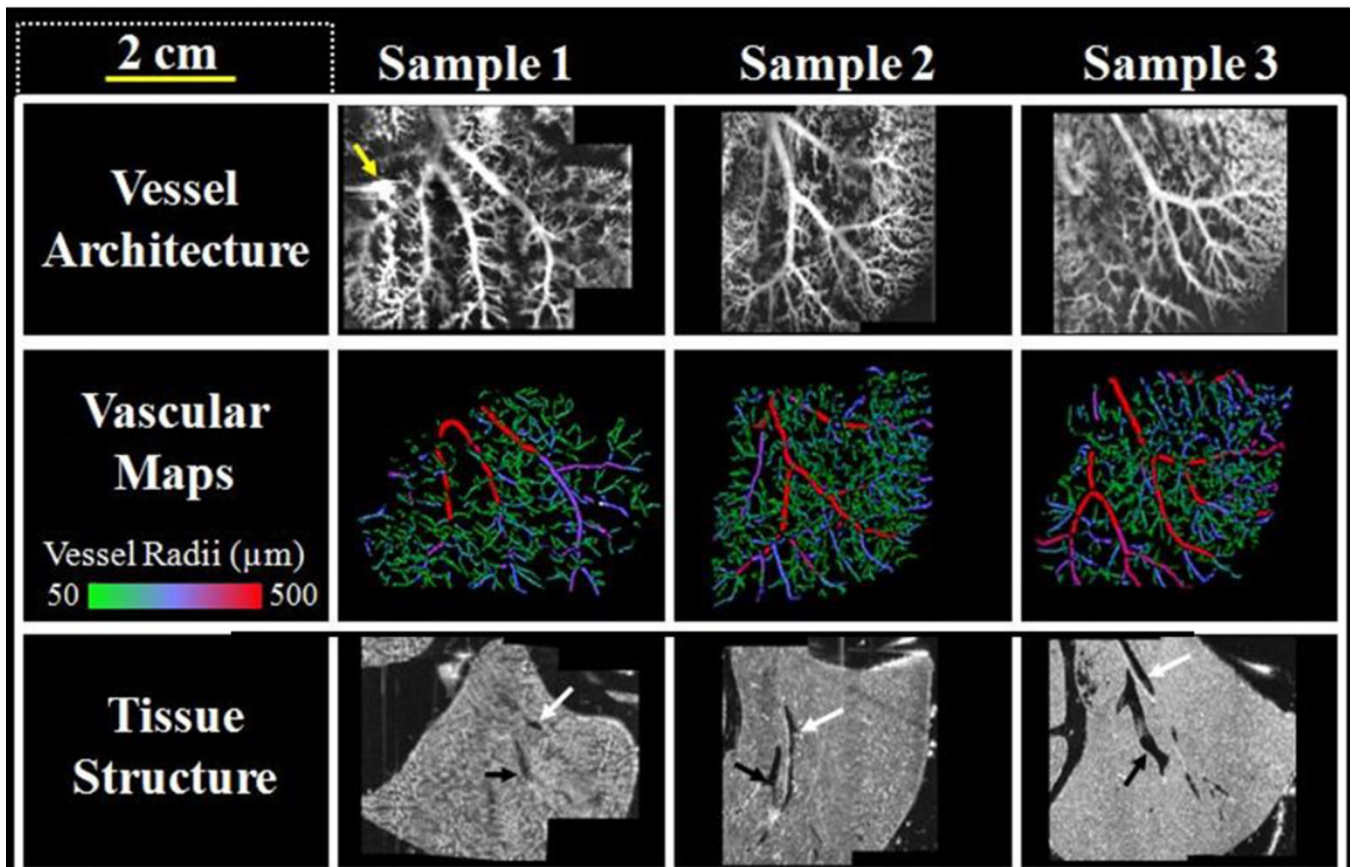 2 cm
Sample 1
Sample 2
Sample 3
Vessel
Architecture
Vascular
Maps
Vessel Radii (µm)
50
500
Tissue
Structure